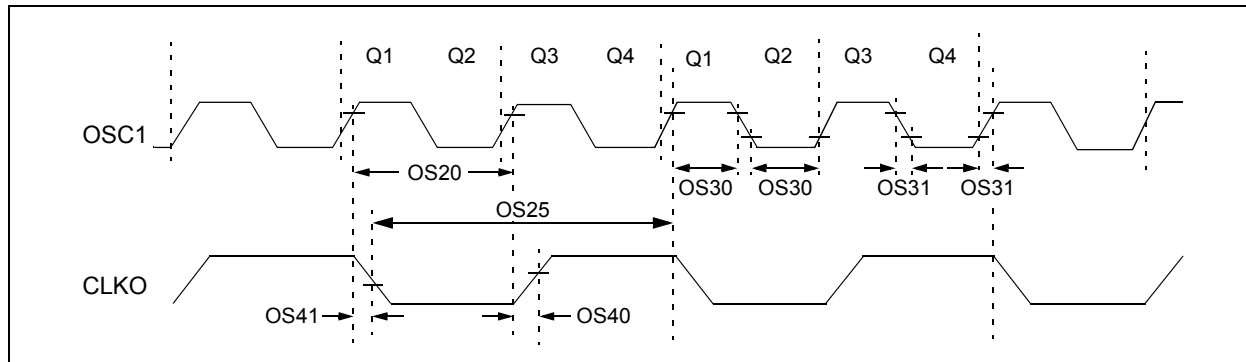 Q1 Q2 Q3 Q4 Q1 Q2 Q3 Q4
OSC1
OS20 OS30 OS30 OS31 OS31
OS25
CLKO
OS41 OS40